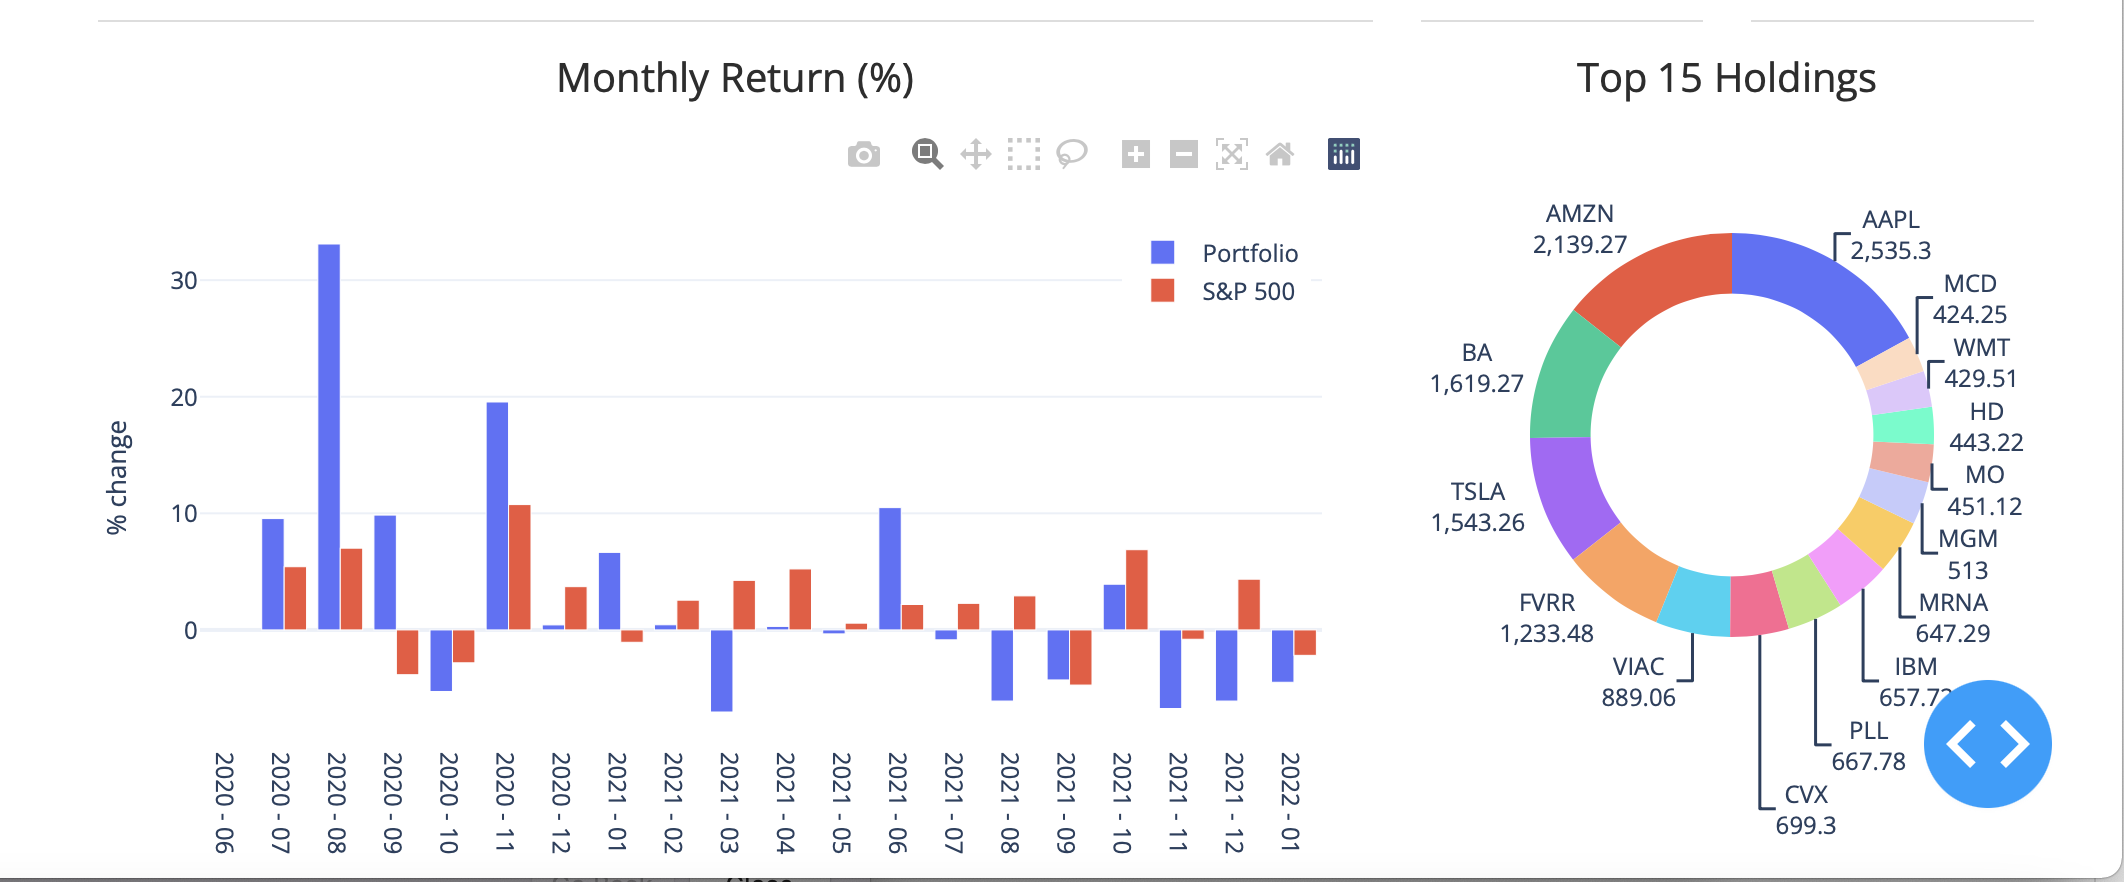 Monthly Return (%)
Portfolio
S&P 500
30
20
10
0
% change
2020 - 06
2020 - 07
2020 - 08
2020 - 09
2020 - 10
2020 - 11
2020 - 12
2021 - 01
2021 - 02
2021 - 03
2021 - 04
2021 - 05
2021 - 06
2021 - 07
2021 - 08
2021 - 09
2021 - 10
2021 - 11
2021 - 12
2022 - 01
Top 15 Holdings
AMZN
2,139.27
AAPL
2,535.3
MCD
424.25
WMT
429.51
HD
443.22
MO
451.12
MGM
513
MRNA
647.29
IBM
PLL
667.78
CVX
699.3
VIAC
889.06
FVRR
1,233.48
TSLA
1,543.26
BA
1,619.27